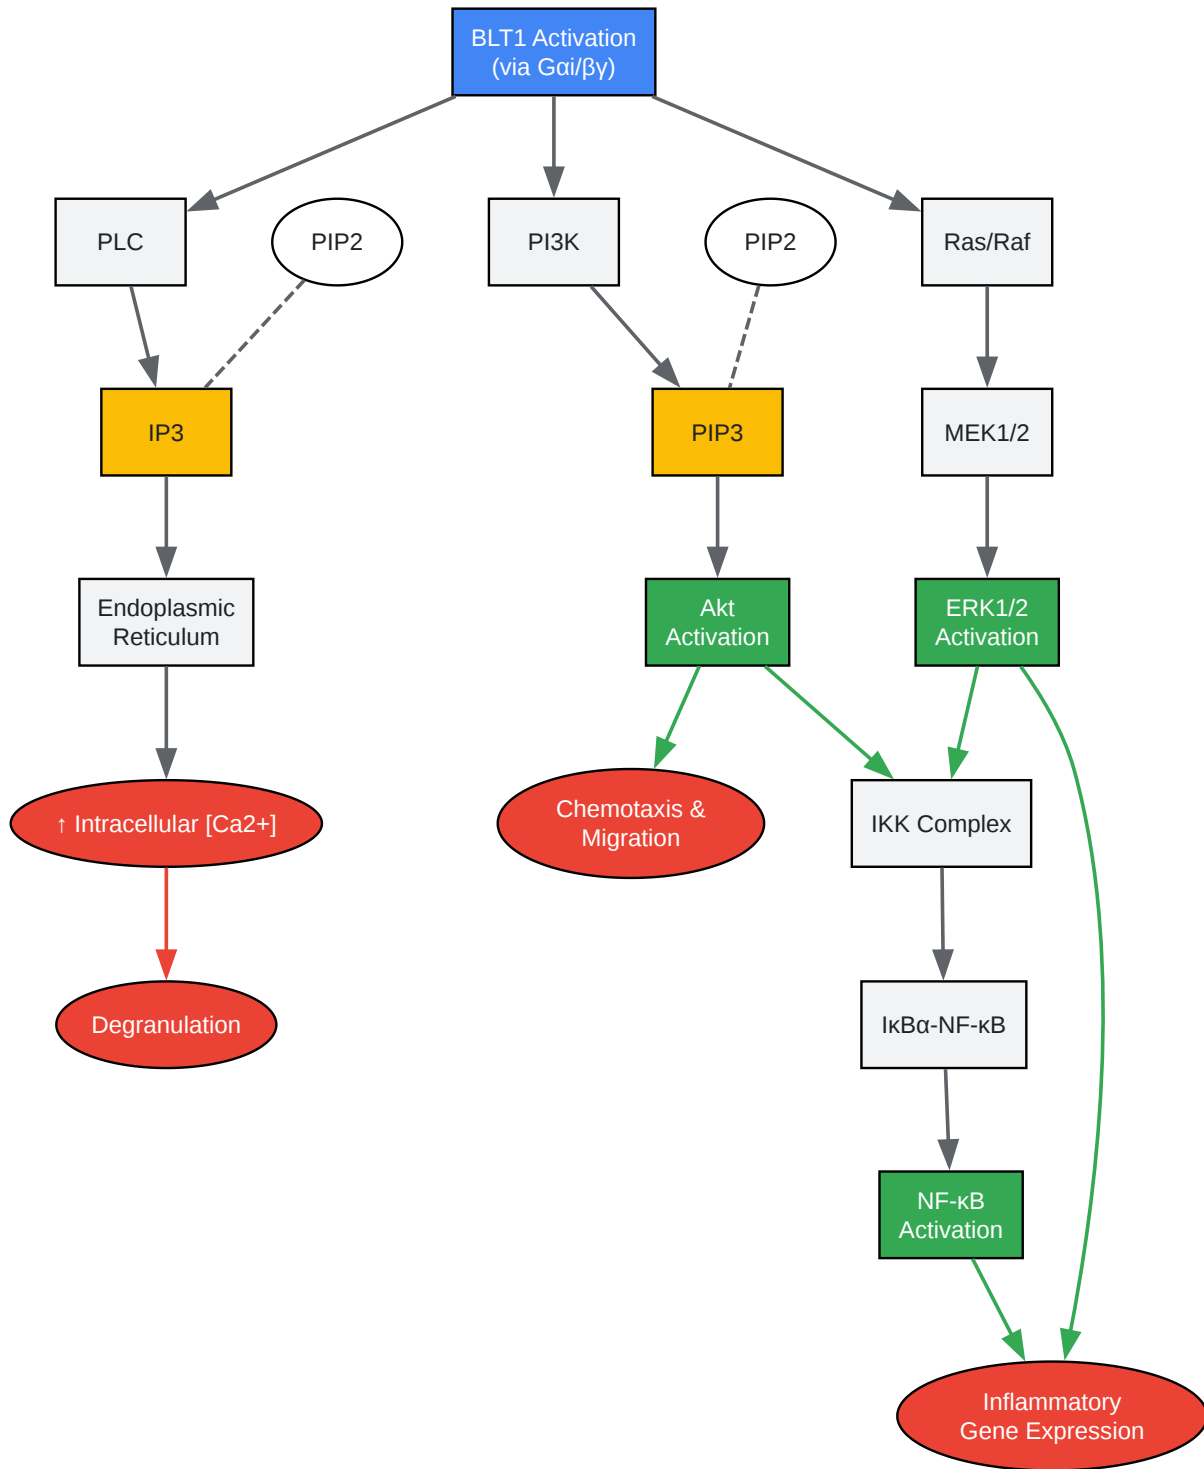 BLT1 Activation
(via Gαi/βγ)
PLC
PIP2
PI3K
PIP2
Ras/Raf
IP3
PIP3
MEK1/2
Endoplasmic
Reticulum
Akt
Activation
ERK1/2
Activation
↑ Intracellular [Ca2+]
Chemotaxis &
Migration
IKK Complex
Degranulation
IκBα-NF-κB
NF-κB
Activation
Inflammatory
Gene Expression